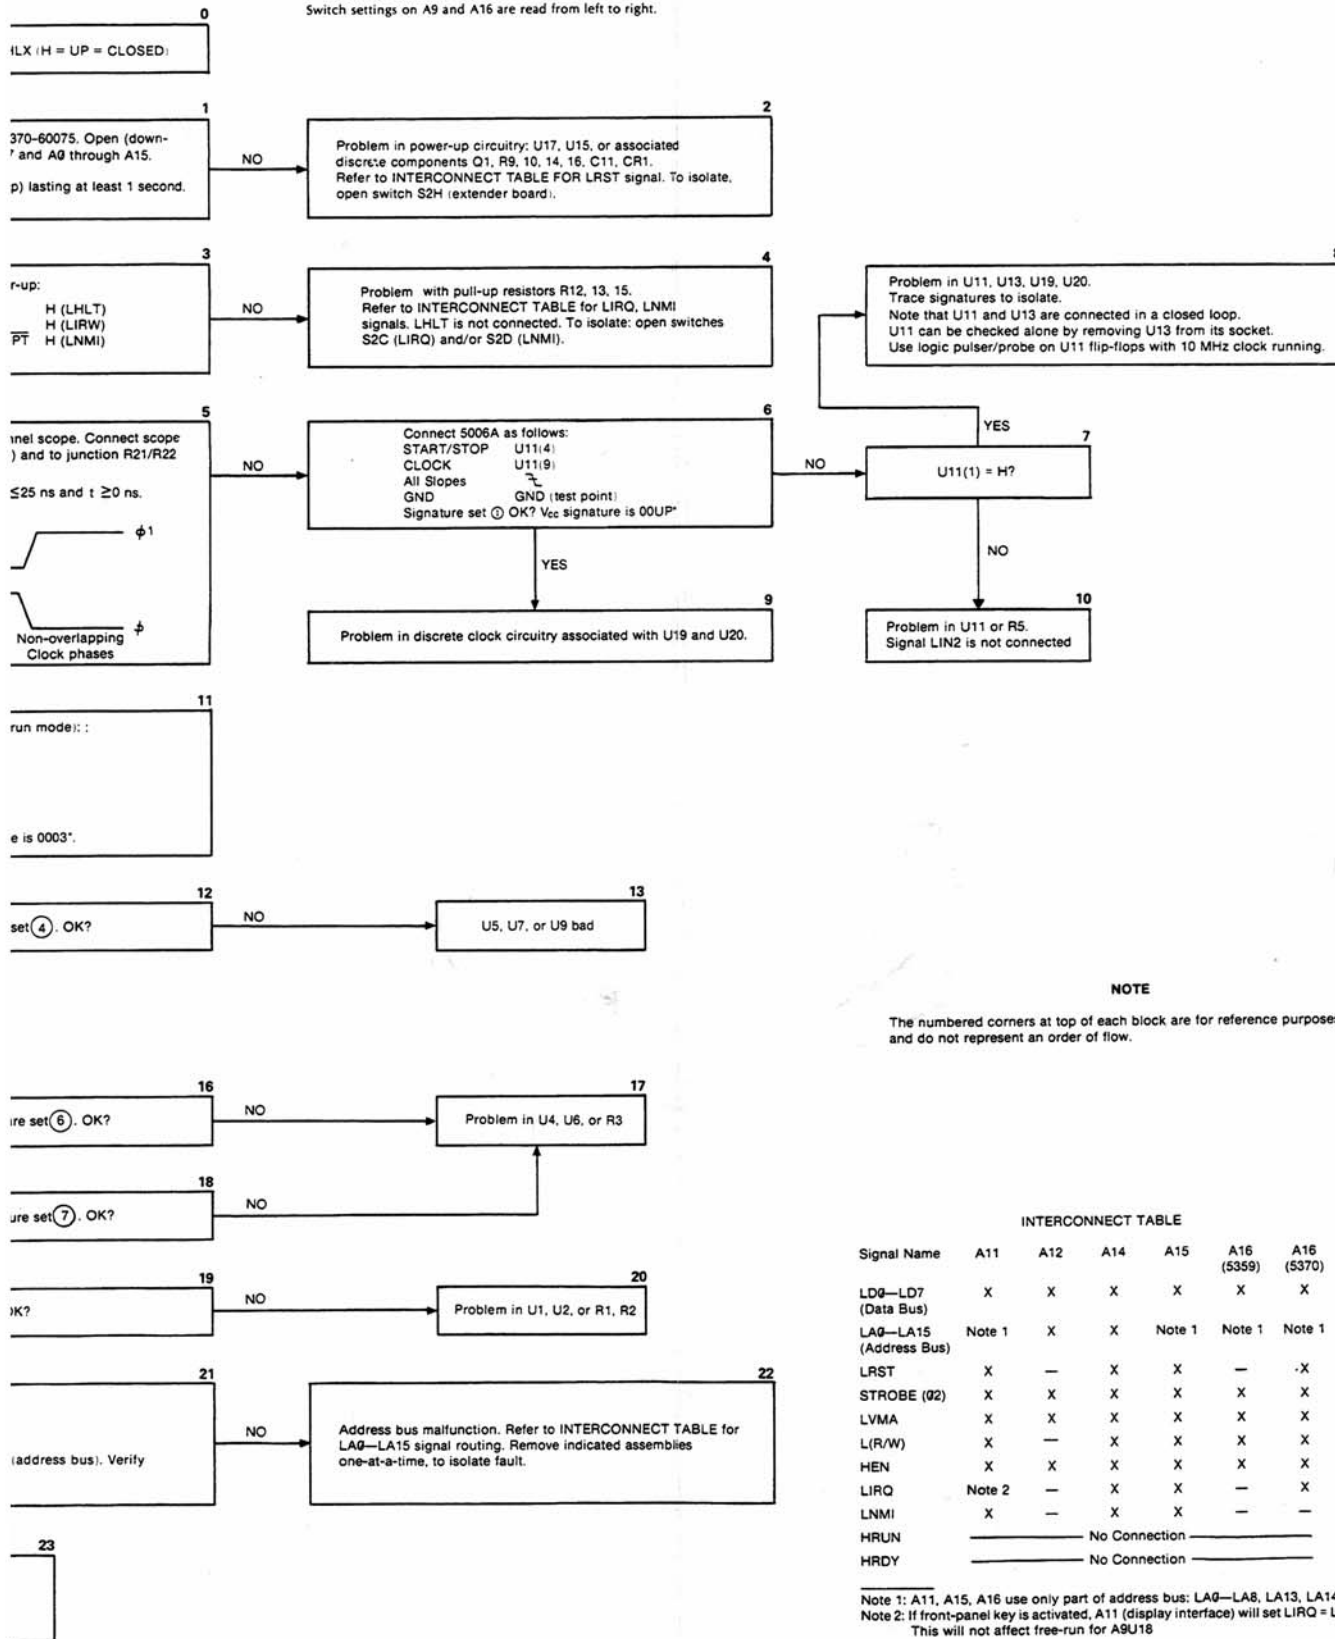 Switch settings on A9 and A16 are read from left to right.
0
HLX (H = UP = CLOSED)
1
370-60075. Open (down-
7 and A0 through A15.
p) lasting at least 1 second.
NO
2
Problem in power-up circuitry: U17, U15, or associated
discrete components Q1, R9, 10, 14, 16, C11, CR1.
Refer to INTERCONNECT TABLE FOR LRST signal. To isolate,
open switch S2H (extender board).
3
r-up:
H (LHLT)
H (LIRW)
PT H (LNMI)
NO
4
Problem with pull-up resistors R12, 13, 15.
Refer to INTERCONNECT TABLE for LIRQ, LNMI
signals. LHLT is not connected. To isolate: open switches
S2C (LIRQ) and/or S2D (LNMI).
8
Problem in U11, U13, U19, U20.
Trace signatures to isolate.
Note that U11 and U13 are connected in a closed loop.
U11 can be checked alone by removing U13 from its socket.
Use logic pulser/probe on U11 flip-flops with 10 MHz clock running.
5
nnel scope. Connect scope
) and to junction R21/R22
≤25 ns and t ≥0 ns.
ϕ1
ϕ
Non-overlapping
Clock phases
NO
6
Connect 5006A as follows:
START/STOP U11(4)
CLOCK U11(9)
All Slopes
GND GND (test point)
Signature set ① OK? Vcc signature is 00UP*
NO
YES
7
U11(1) = H?
YES
NO
9
Problem in discrete clock circuitry associated with U19 and U20.
10
Problem in U11 or R5.
Signal LIN2 is not connected
11
run mode): :
e is 0003*.
12
set ④. OK?
NO
13
U5, U7, or U9 bad
NOTE
The numbered corners at top of each block are for reference purposes
and do not represent an order of flow.
16
ure set ⑥. OK?
NO
17
Problem in U4, U6, or R3
18
ure set ⑦. OK?
NO
19
OK?
NO
20
Problem in U1, U2, or R1, R2
21
(address bus). Verify
NO
22
Address bus malfunction. Refer to INTERCONNECT TABLE for
LA0—LA15 signal routing. Remove indicated assemblies
one-at-a-time, to isolate fault.
23
INTERCONNECT TABLE
Signal Name A11 A12 A14 A15 A16 (5359) A16 (5370)
LD0—LD7 (Data Bus) X X X X X X
LA0—LA15 (Address Bus) Note 1 X X Note 1 Note 1 Note 1
LRST X — X X — X
STROBE (02) X X X X X X
LVMA X X X X X X
L(R/W) X — X X X X
HEN X X X X X X
LIRQ Note 2 — X X — X
LNMI X — X X — —
HRUN No Connection
HRDY No Connection
Note 1: A11, A15, A16 use only part of address bus: LA0—LA8, LA13, LA14
Note 2: If front-panel key is activated, A11 (display interface) will set LIRQ = L
This will not affect free-run for A9U18